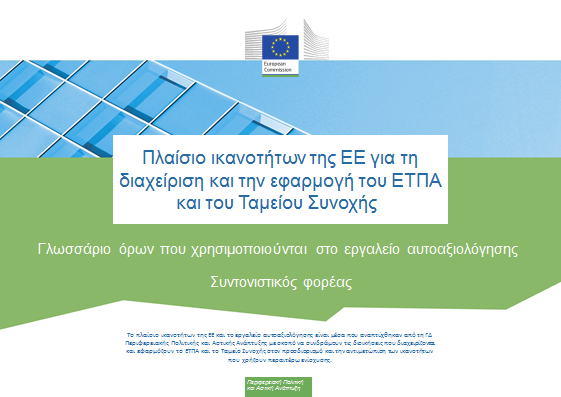 European
Commission
Πλαίσιο ικανοτήτων της ΕΕ για τη
διαχείριση και την εφαρμογή του ΕΤΠΑ
και του Ταμείου Συνοχής
Γλωσσάριο όρων που χρησιμοποιούνται στο εργαλείο αυτοαξιολόγησης
Συντονιστικός φορέας
Το πλαίσιο ικανοτήτων της ΕΕ και το εργαλείο αυτοαξιολόγησης είναι μέσα που αναπτύχθηκαν από τη ΓΔ
Περιφερειακής Πολιτικής και Αστικής Ανάπτυξης με σκοπό να συνδράμουν τις διοικήσεις που διαχειρίζονται
και εφαρμόζουν το ΕΤΠΑ και το Ταμείο Συνοχής στον προσδιορισμό και την αντιμετώπιση των ικανοτήτων
που χρήζουν περαιτέρω ενίσχυσης.
Περιφερειακή Πολιτική
και Αστική Ανάπτυξη